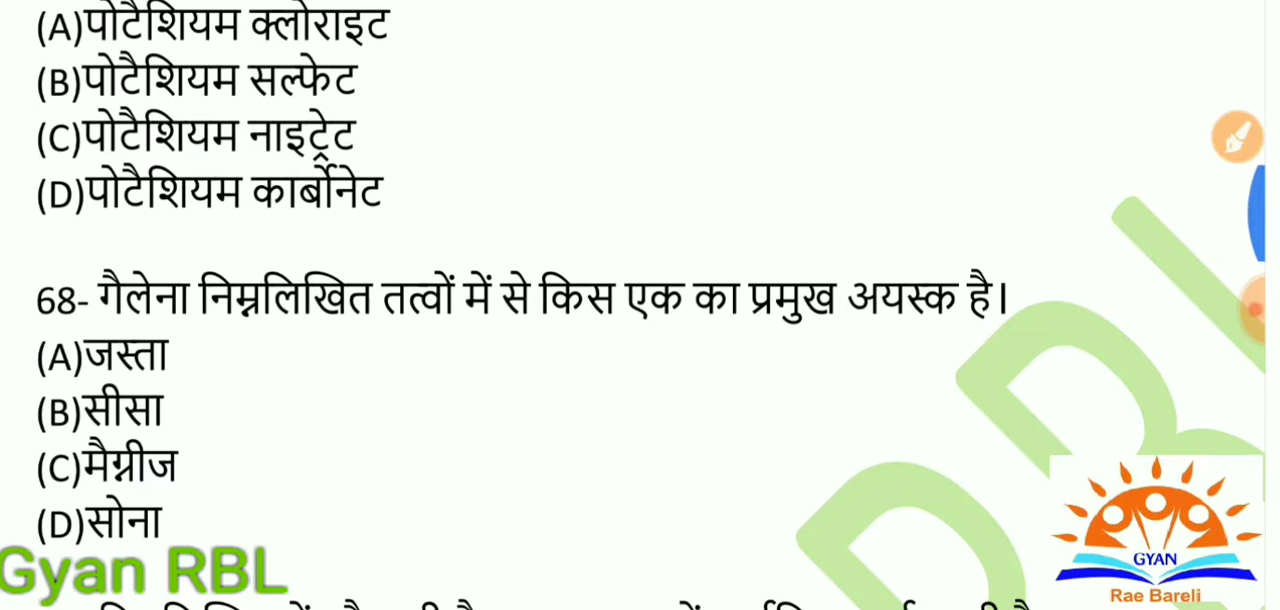 (A)पोटैशियम क्लोराइट
(B)पोटैशियम सल्फेट
(C)पोटैशियम नाइट्रेट
(D)पोटैशियम कार्बोनेट
68- गैलेना निम्नलिखित तत्वों में से किस एक का प्रमुख अयस्क है।
(A)जस्ता
(B)सीसा
(C)मैग्नीज
(D)सोना
Gyan RBL
GYAN
Rae Bareli